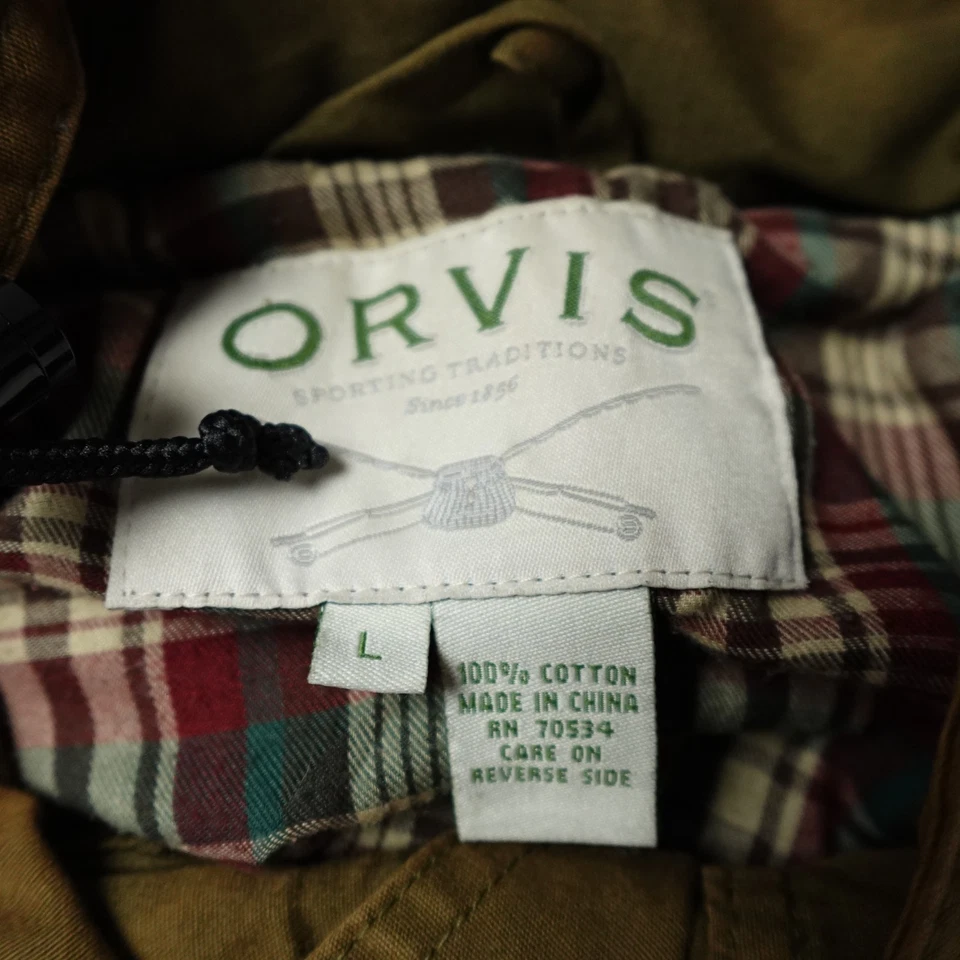 ORVIS
SPORTING TRADITIONS
Since 1856
L
100% COTTON
MADE IN CHINA
RN 70534
CARE ON
REVERSE SIDE